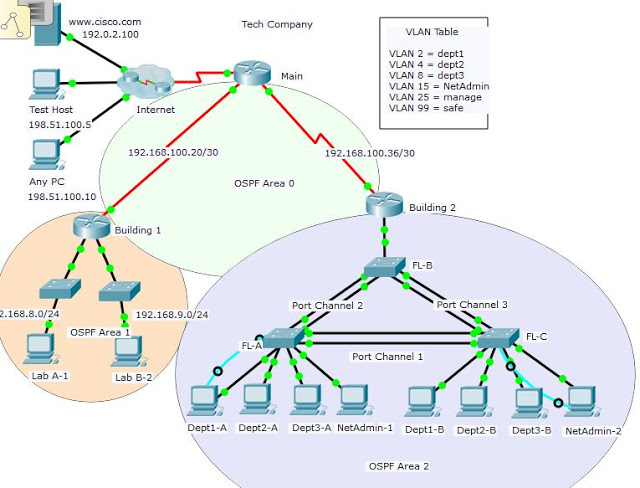 www.cisco.com
192.0.2.100
Tech Company
VLAN Table
VLAN 2 = dept1
VLAN 4 = dept2
VLAN 8 = dept3
VLAN 15 = NetAdmin
VLAN 25 = manage
VLAN 99 = safe
Main
Internet
Test Host
198.51.100.5
Any PC
198.51.100.10
192.168.100.20/30
192.168.100.36/30
OSPF Area 0
Building 1
Building 2
FL-B
2.168.8.0/24
192.168.9.0/24
OSPF Area 1
Lab A-1
Lab B-2
Port Channel 2
Port Channel 3
FL-A
FL-C
Port Channel 1
Dept1-A
Dept2-A
Dept3-A
NetAdmin-1
Dept1-B
Dept2-B
Dept3-B
NetAdmin-2
OSPF Area 2